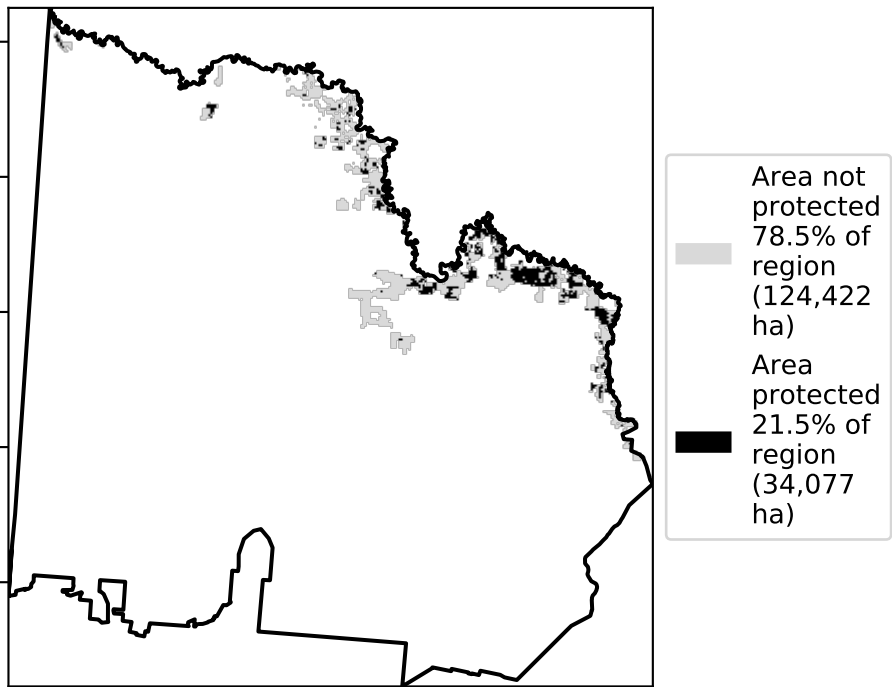 Area not
protected
78.5% of
region
(124,422
ha)
Area
protected
21.5% of
region
(34,077
ha)